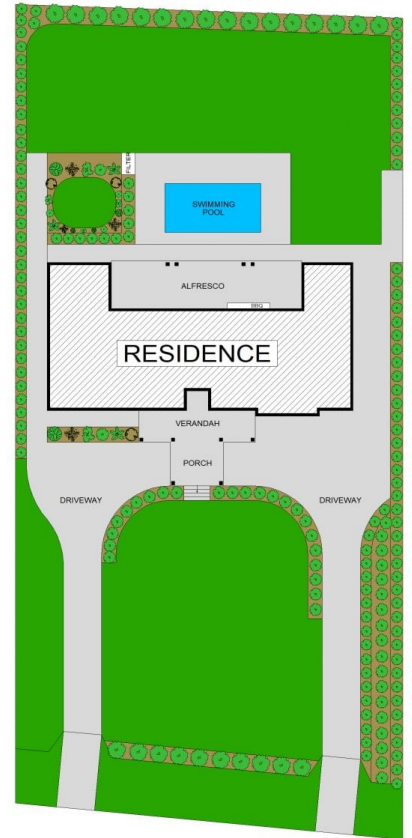 FILTER
SWIMMING
POOL
ALFRESCO
BBQ
RESIDENCE
VERANDAH
PORCH
DRIVEWAY
DRIVEWAY